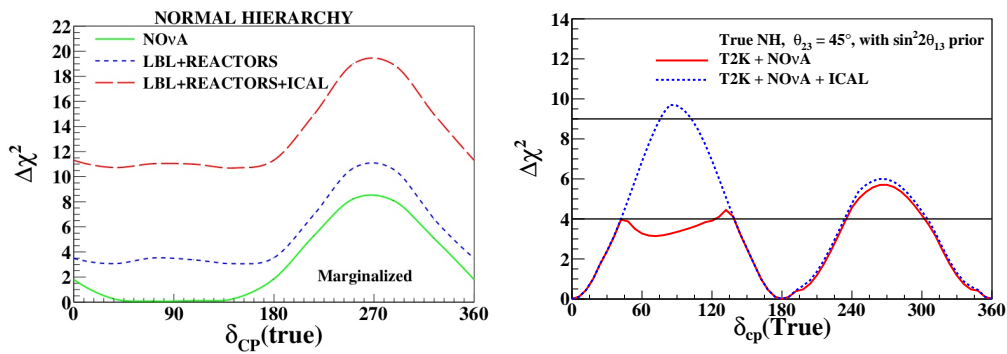 NORMAL HIERARCHY
22
20
18
16
14
12
10
8
6
4
2
0
Δχ²
NOνA
LBL+REACTORS
LBL+REACTORS+ICAL
Marginalized
0 90 180 270 360
δCP(true)
14
12
10
8
6
4
2
0
Δχ²
True NH, θ₂₃ = 45°, with sin²2θ₁₃ prior
T2K + NOνA
T2K + NOνA + ICAL
0 60 120 180 240 300 360
δcp(True)